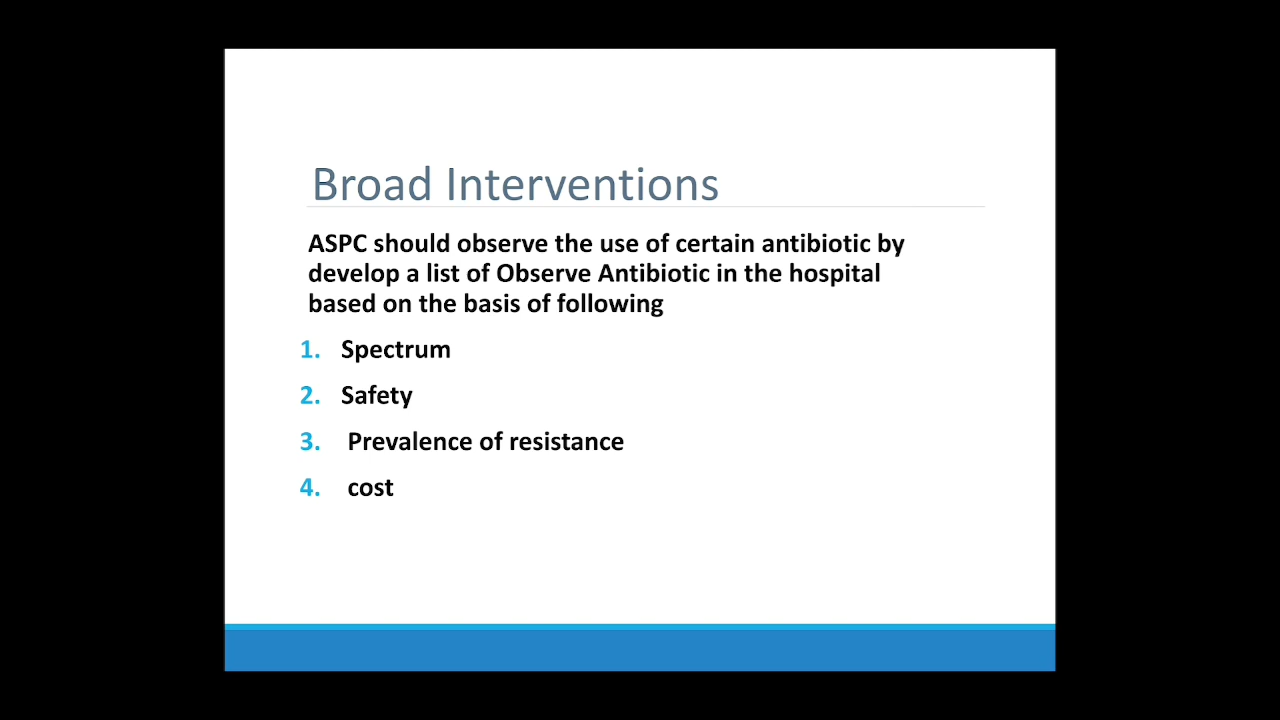 Broad Interventions
ASPC should observe the use of certain antibiotic by
develop a list of Observe Antibiotic in the hospital
based on the basis of following
1. Spectrum
2. Safety
3. Prevalence of resistance
4. cost